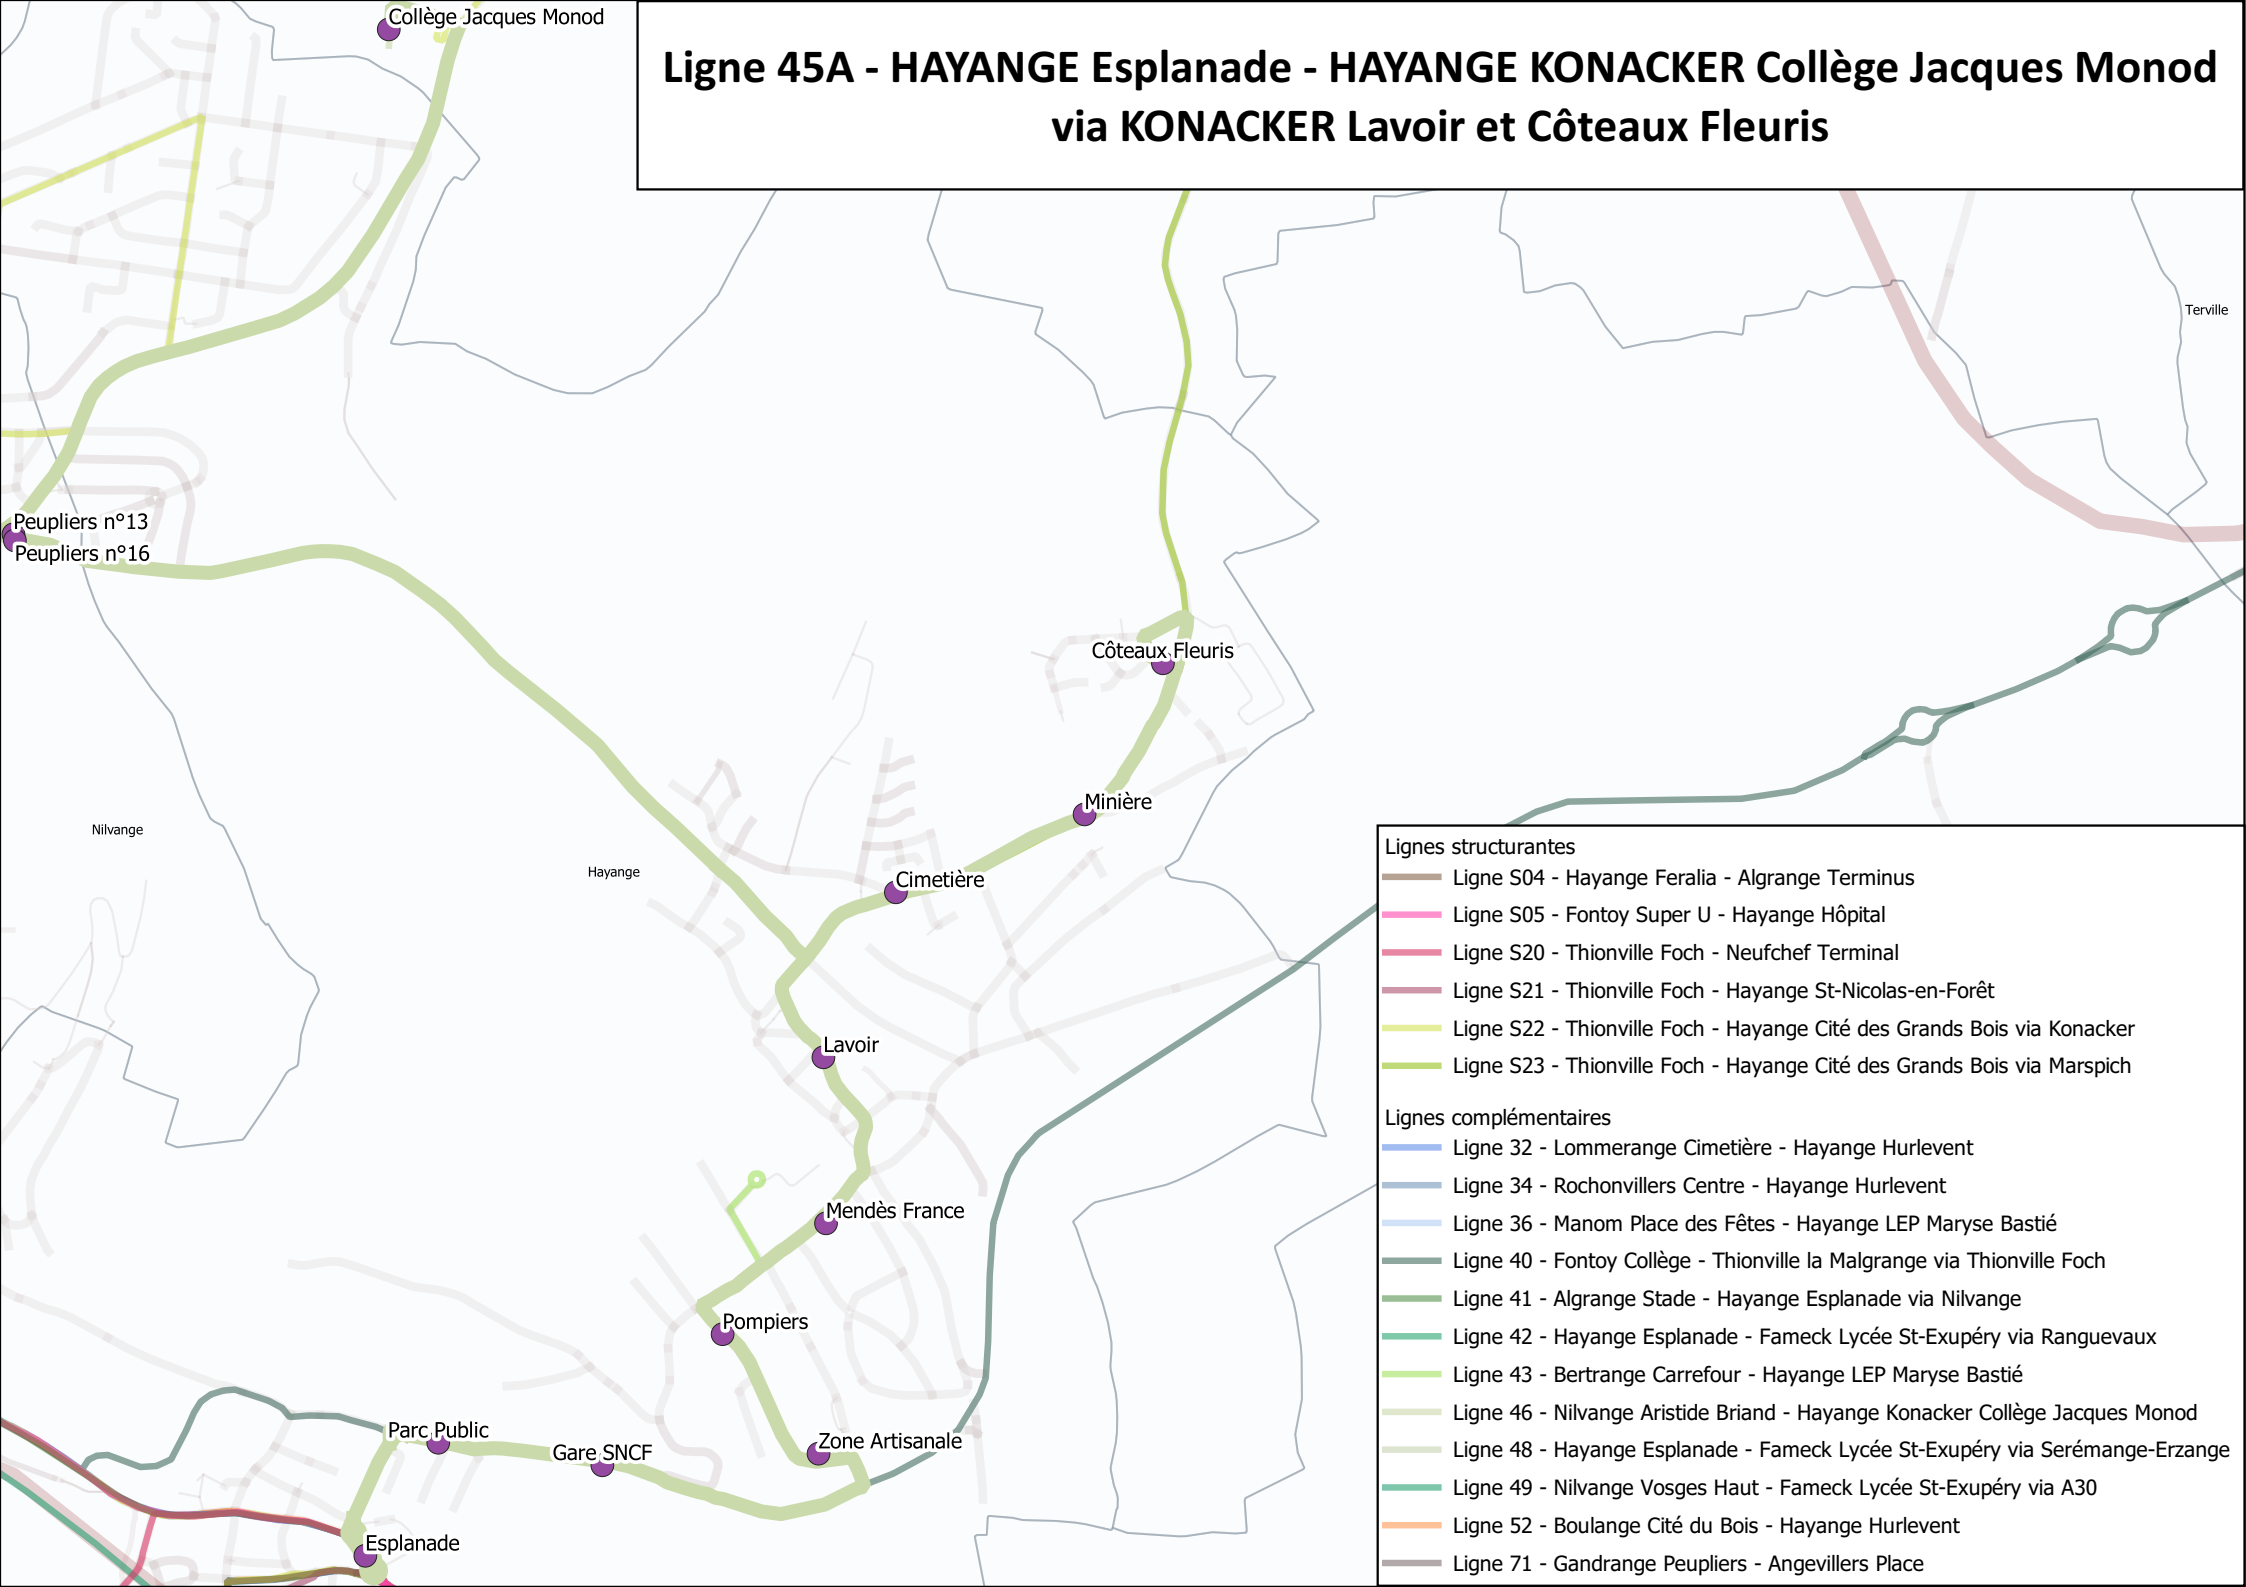 Collège Jacques Monod
Ligne 45A - HAYANGE Esplanade - HAYANGE KONACKER Collège Jacques Monod
via KONACKER Lavoir et Côteaux Fleuris
Terville
Peupliers n°13
Peupliers n°16
Côteaux Fleuris
Minière
Nilvange
Hayange
Cimetière
Lavoir
Mendès France
Pompiers
Parc Public
Gare SNCF
Zone Artisanale
Esplanade
Lignes structurantes
Ligne S04 - Hayange Feralia - Algrange Terminus
Ligne S05 - Fontoy Super U - Hayange Hôpital
Ligne S20 - Thionville Foch - Neufchef Terminal
Ligne S21 - Thionville Foch - Hayange St-Nicolas-en-Forêt
Ligne S22 - Thionville Foch - Hayange Cité des Grands Bois via Konacker
Ligne S23 - Thionville Foch - Hayange Cité des Grands Bois via Marspich
Lignes complémentaires
Ligne 32 - Lommerange Cimetière - Hayange Hurlevent
Ligne 34 - Rochonvillers Centre - Hayange Hurlevent
Ligne 36 - Manom Place des Fêtes - Hayange LEP Maryse Bastié
Ligne 40 - Fontoy Collège - Thionville la Malgrange via Thionville Foch
Ligne 41 - Algrange Stade - Hayange Esplanade via Nilvange
Ligne 42 - Hayange Esplanade - Fameck Lycée St-Exupéry via Ranguevaux
Ligne 43 - Bertrange Carrefour - Hayange LEP Maryse Bastié
Ligne 46 - Nilvange Aristide Briand - Hayange Konacker Collège Jacques Monod
Ligne 48 - Hayange Esplanade - Fameck Lycée St-Exupéry via Serémange-Erzange
Ligne 49 - Nilvange Vosges Haut - Fameck Lycée St-Exupéry via A30
Ligne 52 - Boulange Cité du Bois - Hayange Hurlevent
Ligne 71 - Gandrange Peupliers - Angevillers Place